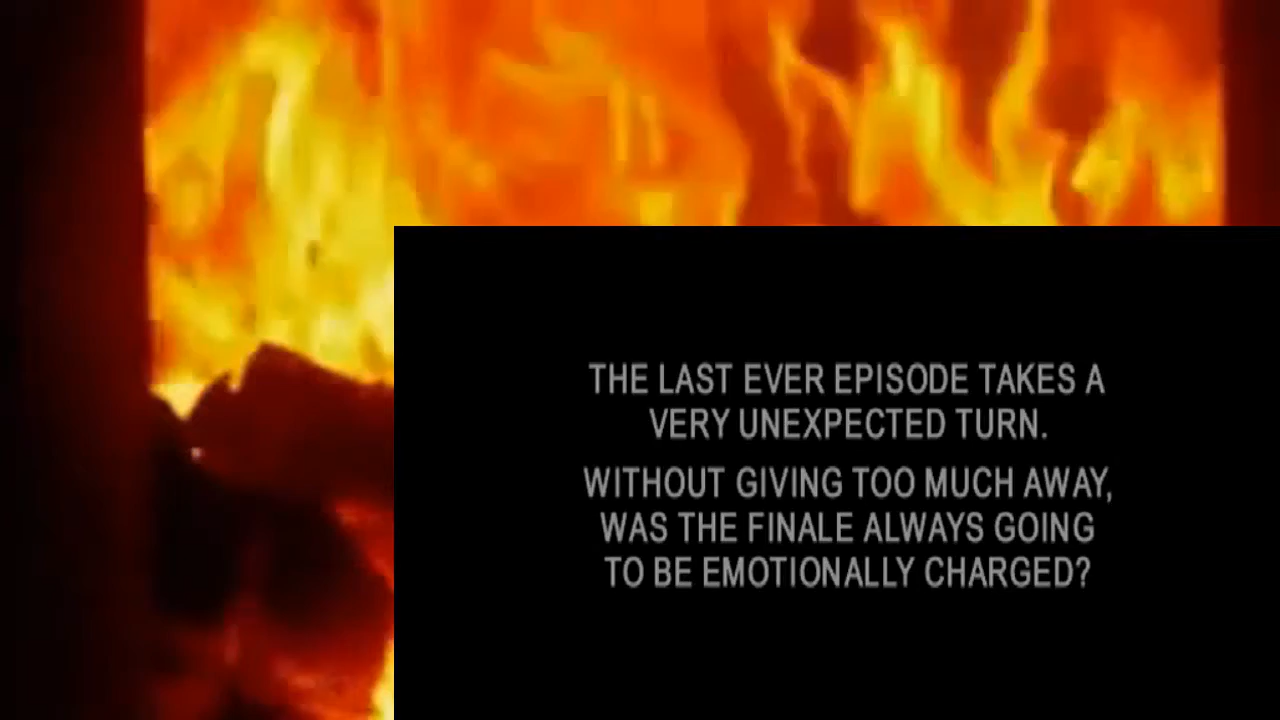 THE LAST EVER EPISODE TAKES A
VERY UNEXPECTED TURN.
WITHOUT GIVING TOO MUCH AWAY,
WAS THE FINALE ALWAYS GOING
TO BE EMOTIONALLY CHARGED?